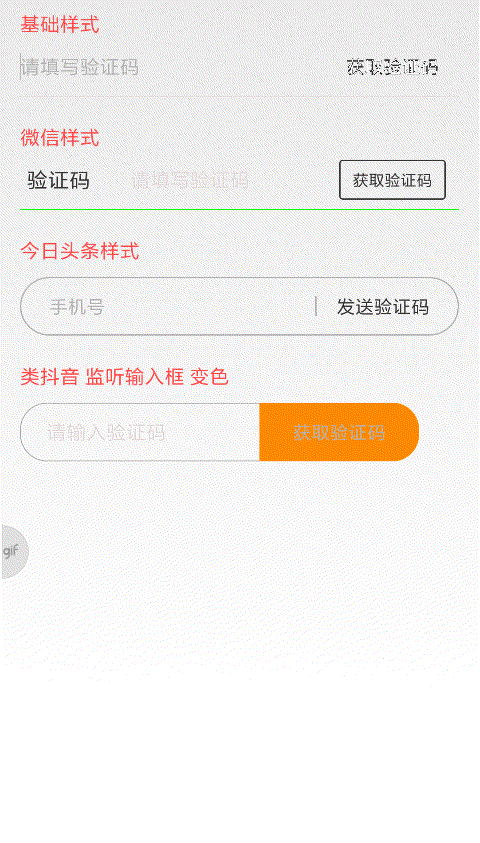 基础样式
请填写验证码 获取验证码
微信样式
验证码 请填写验证码 获取验证码
今日头条样式
手机号 发送验证码
类抖音 监听输入框 变色
请输入验证码 获取验证码
gif